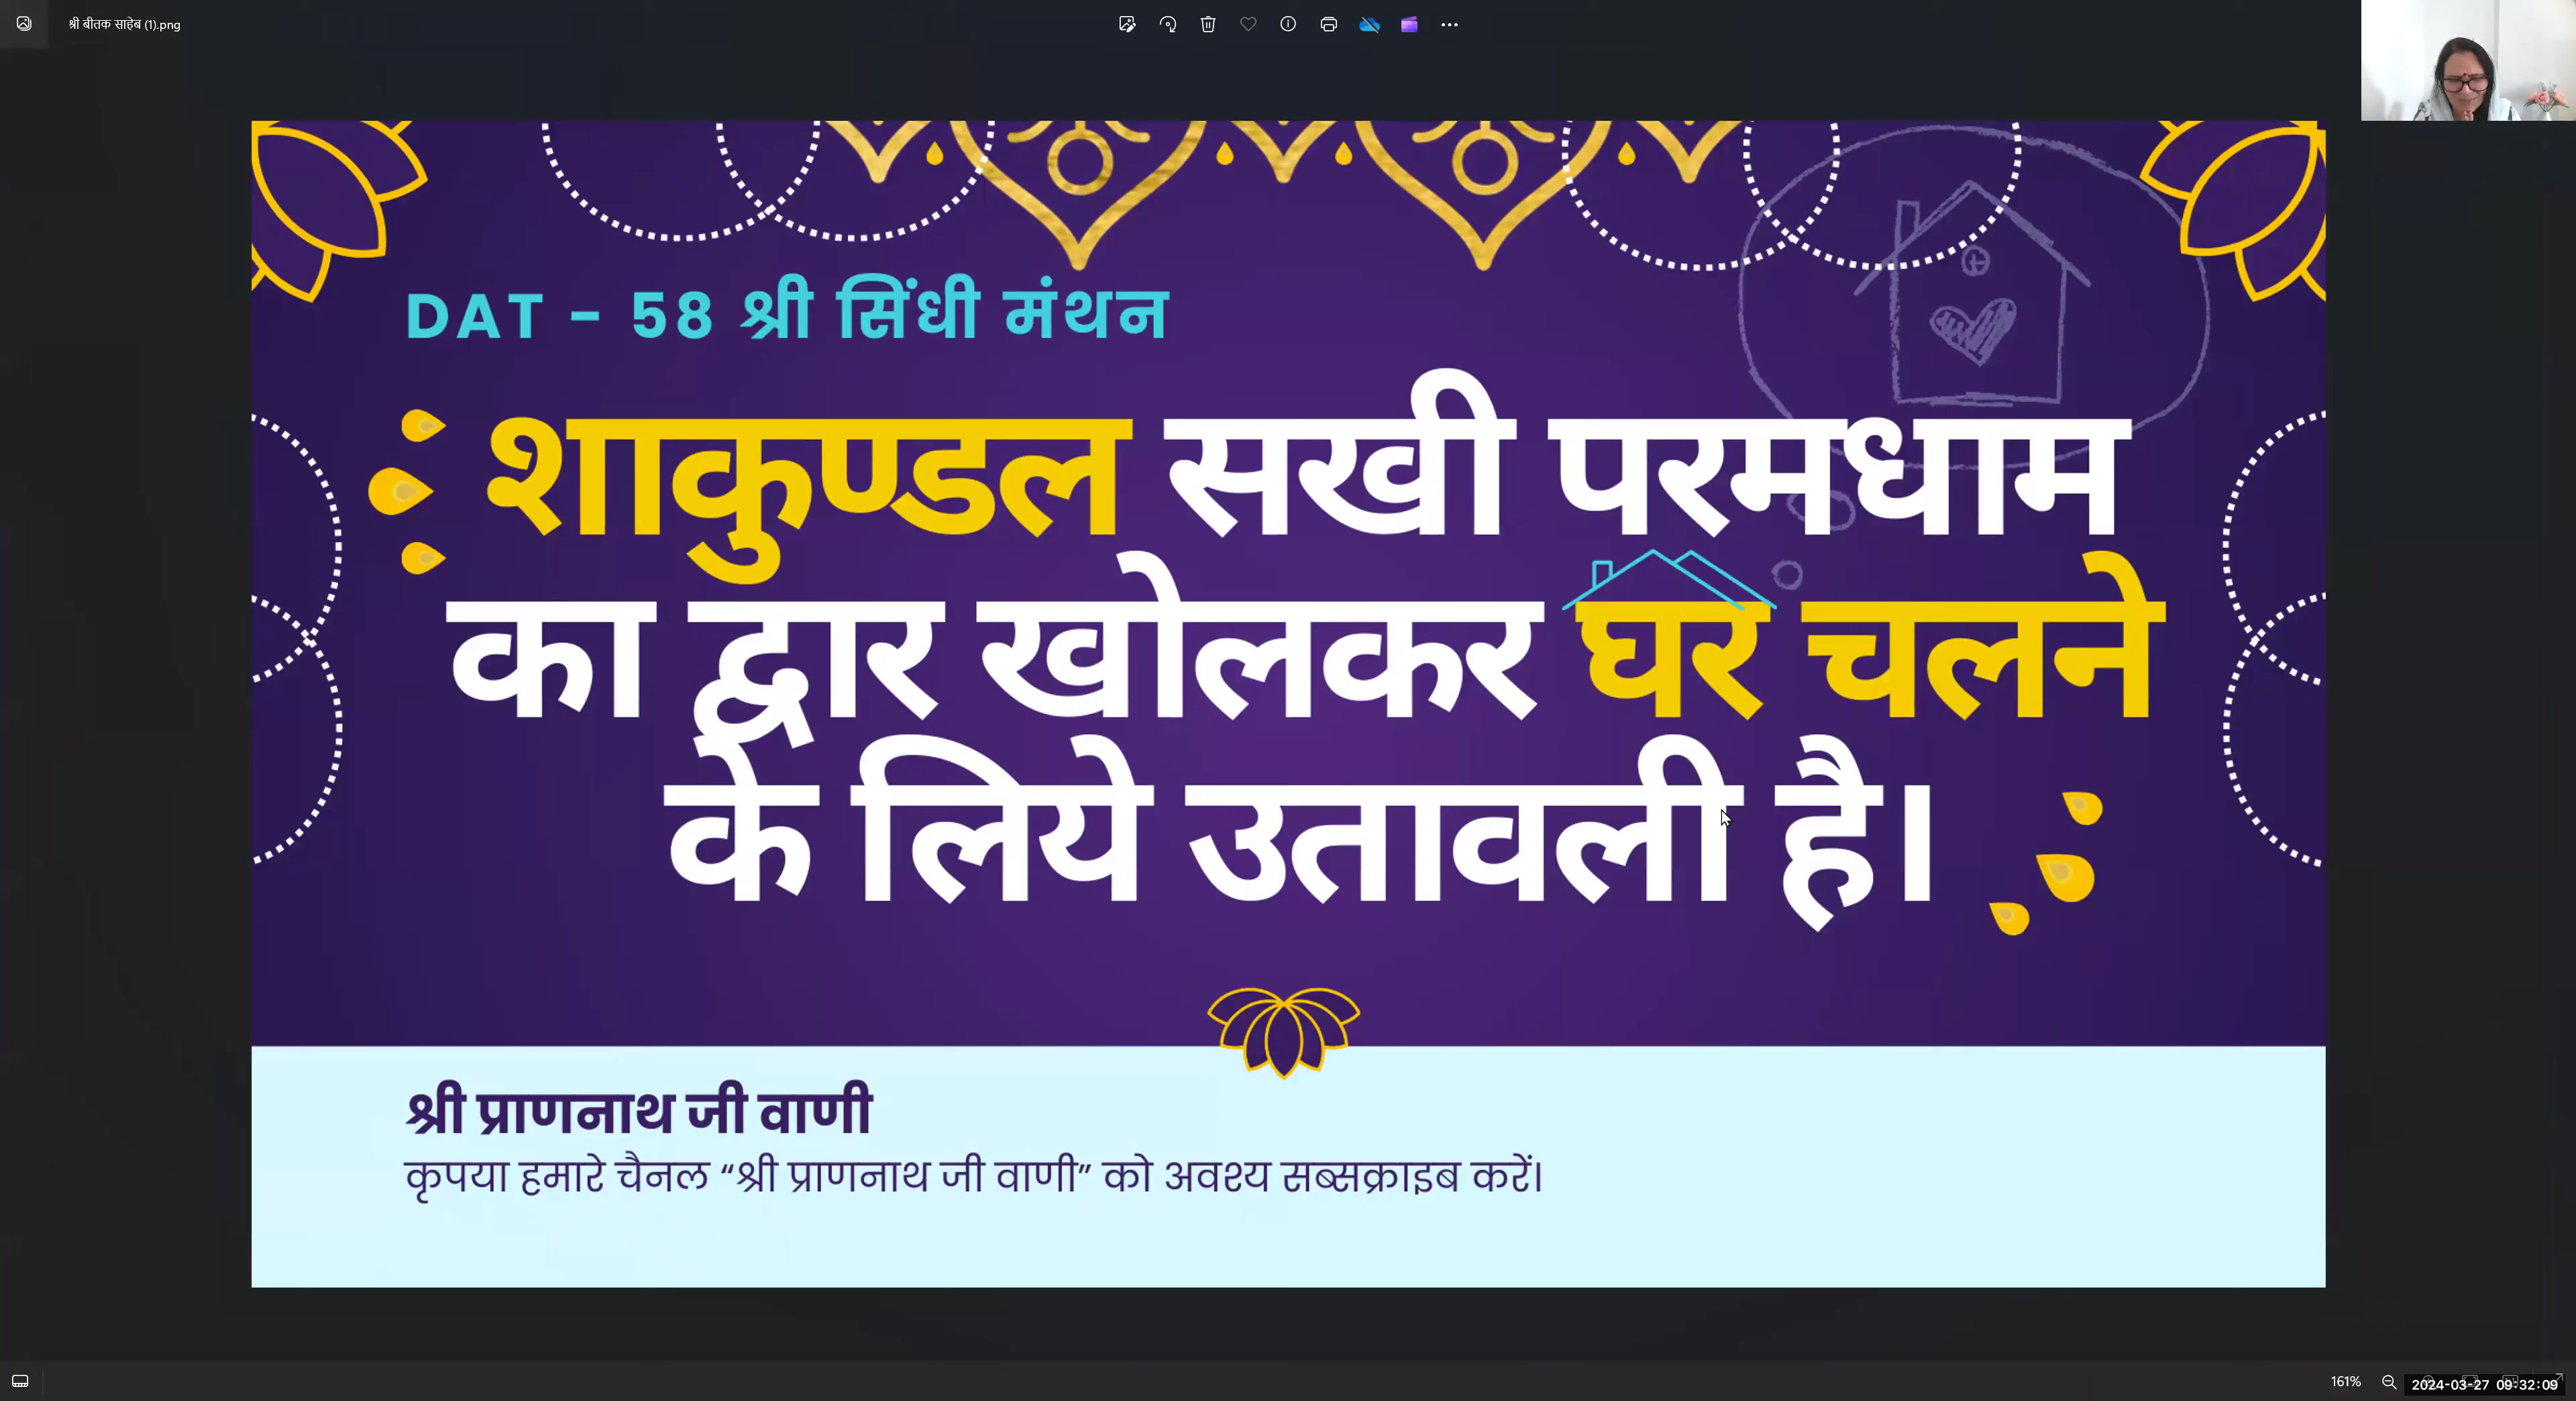 श्री बीतक साहेब (1).png
DAT - 58 श्री सिंधी मंथन
शाकुण्डल सखी परमधाम
का द्वार खोलकर घर चलने
के लिये उतावली है।
श्री प्राणनाथ जी वाणी
कृपया हमारे चैनल “श्री प्राणनाथ जी वाणी” को अवश्य सब्सक्राइब करें।
161%
2024-03-27 09:32:09